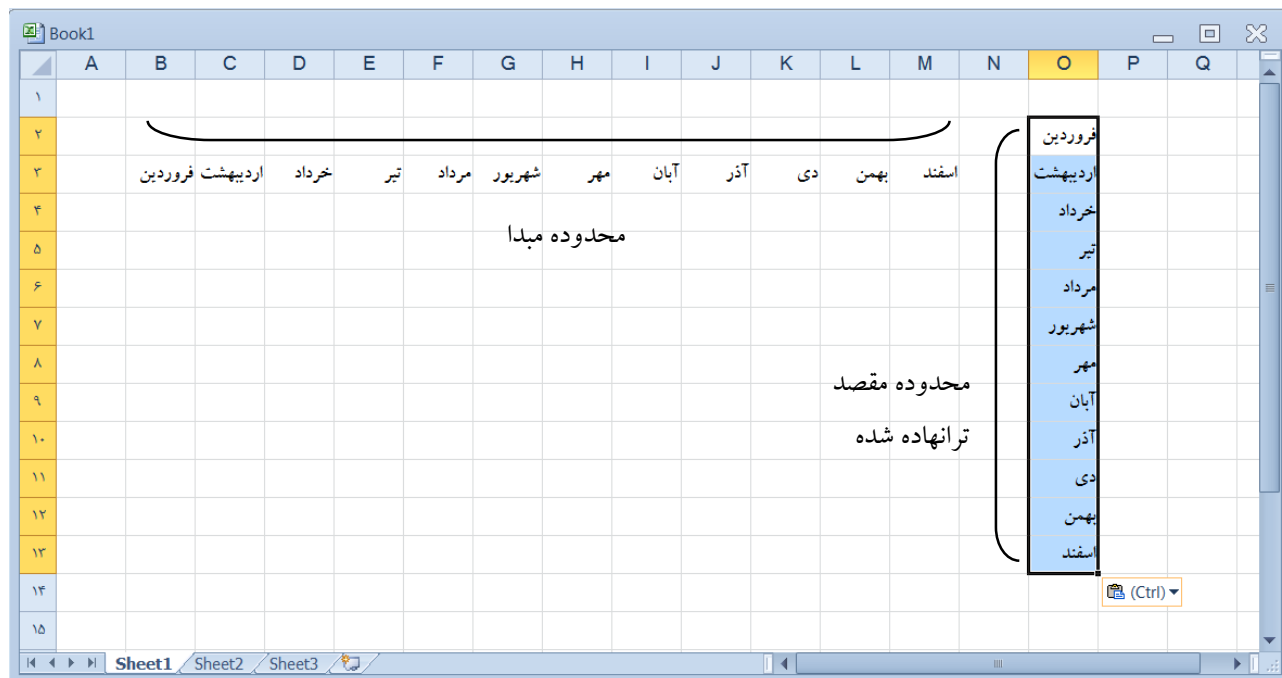 Book1
A B C D E F G H I J K L M N O P Q
۱
۲ فروردین
۳ فروردین اردیبهشت خرداد تیر مرداد شهریور مهر آبان آذر دی بهمن اسفند اردیبهشت
۴ خرداد
محدوده مبدا
۵ تیر
۶ مرداد
۷ شهریور
۸ مهر
محدوده مقصد
۹ آبان
ترانهاده شده
۱۰ آذر
۱۱ دی
۱۲ بهمن
۱۳ اسفند
۱۴ (Ctrl)
۱۵
Sheet1 Sheet2 Sheet3